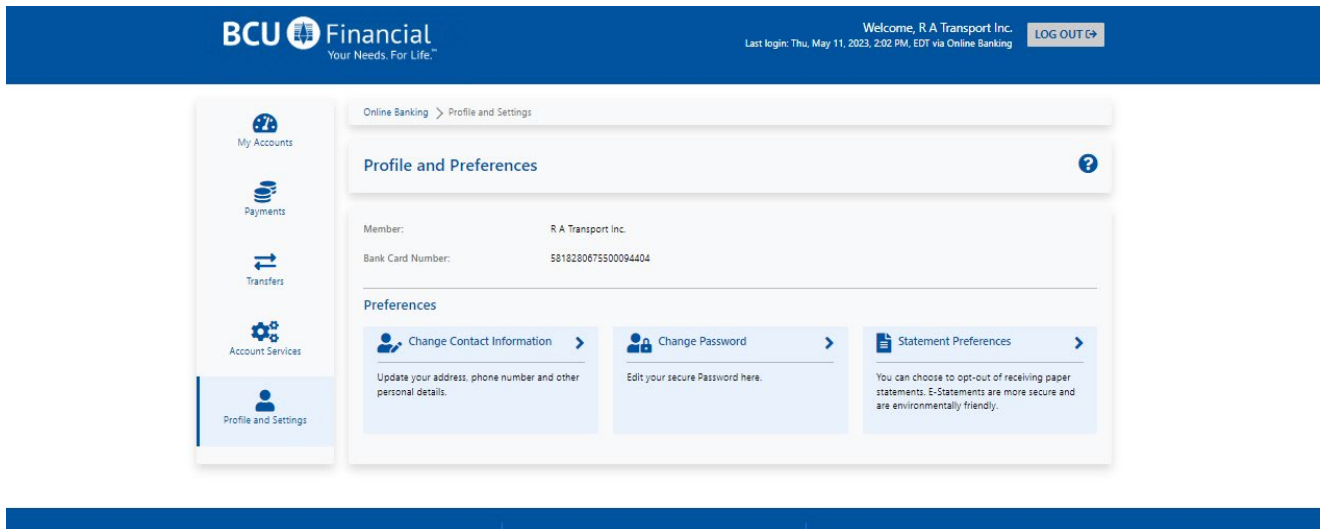 BCU Financial
Your Needs. For Life.™
Welcome, R A Transport Inc.
Last login: Thu, May 11, 2023, 2:02 PM, EDT via Online Banking
LOG OUT
My Accounts
Payments
Transfers
Account Services
Profile and Settings
Online Banking > Profile and Settings
Profile and Preferences
?
Member: R A Transport Inc.
Bank Card Number: 5818280675500094404
Preferences
Change Contact Information
Update your address, phone number and other
personal details.
Change Password
Edit your secure Password here.
Statement Preferences
You can choose to opt-out of receiving paper
statements. E-Statements are more secure and
are environmentally friendly.